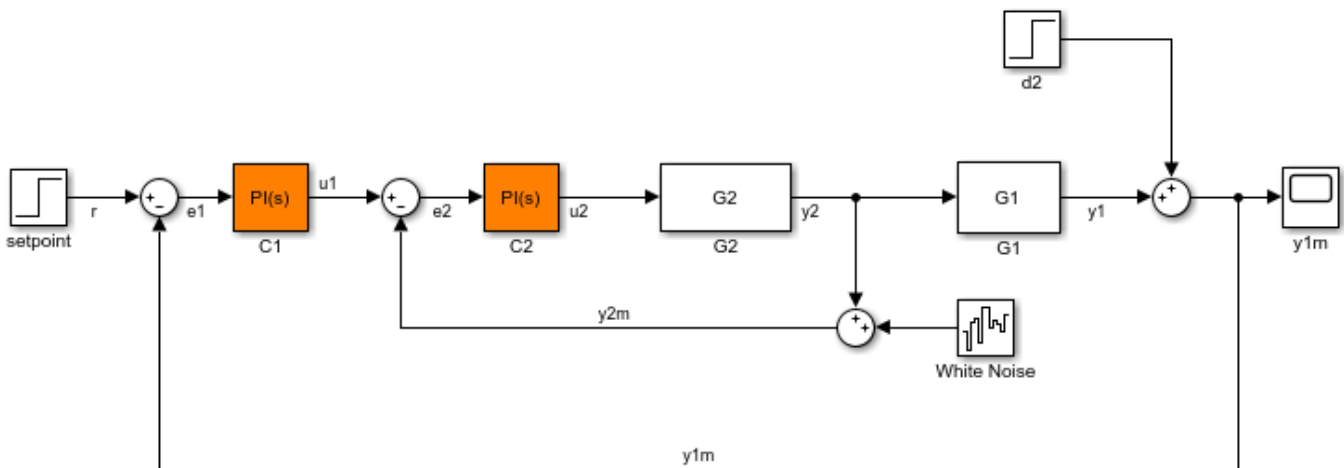 d2
setpoint
r
+
−
e1
PI(s)
C1
u1
+
−
e2
PI(s)
C2
u2
G2
G2
y2
G1
G1
y1
+
+
y1m
y2m
+
+
White Noise
y1m